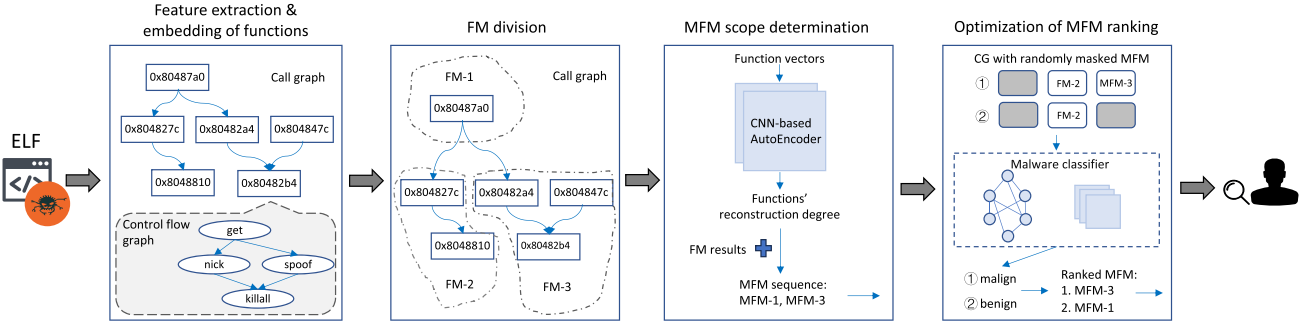 ELF
Feature extraction &
embedding of functions
Call graph
0x80487a0
0x804827c
0x80482a4
0x804847c
0x8048810
0x80482b4
Control flow
graph
get
nick
spoof
killall
FM division
FM-1
Call graph
0x80487a0
0x804827c
0x80482a4
0x804847c
0x8048810
0x80482b4
FM-2
FM-3
MFM scope determination
Function vectors
CNN-based
AutoEncoder
Functions'
reconstruction degree
FM results
MFM sequence:
MFM-1, MFM-3
Optimization of MFM ranking
CG with randomly masked MFM
① FM-2 MFM-3
② FM-2
Malware classifier
① malign
② benign
Ranked MFM:
1. MFM-3
2. MFM-1